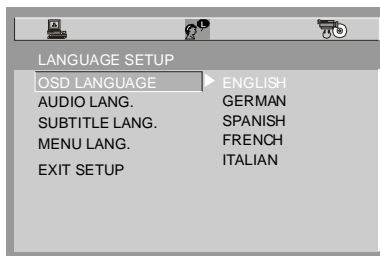 LANGUAGE SETUP
OSD LANGUAGE
AUDIO LANG.
SUBTITLE LANG.
MENU LANG.
EXIT SETUP
ENGLISH
GERMAN
SPANISH
FRENCH
ITALIAN